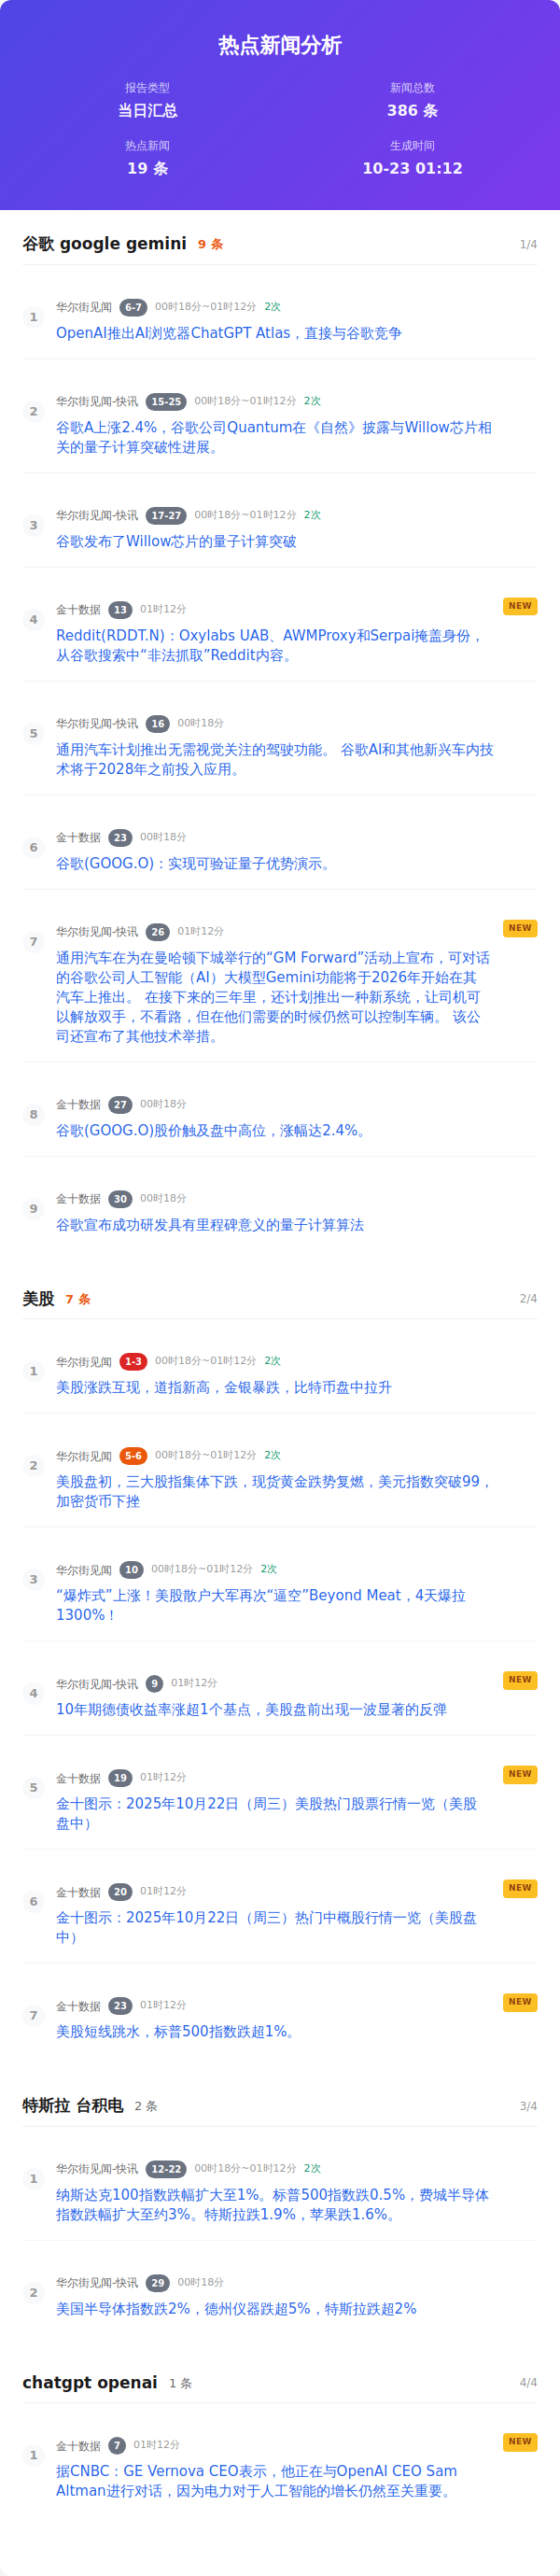 热点新闻分析
报告类型
当日汇总
新闻总数
386 条
热点新闻
19 条
生成时间
10-23 01:12
谷歌 google gemini 9 条 1/4
1
华尔街见闻 6-7 00时18分~01时12分 2次
OpenAI推出AI浏览器ChatGPT Atlas，直接与谷歌竞争
2
华尔街见闻-快讯 15-25 00时18分~01时12分 2次
谷歌A上涨2.4%，谷歌公司Quantum在《自然》披露与Willow芯片相
关的量子计算突破性进展。
3
华尔街见闻-快讯 17-27 00时18分~01时12分 2次
谷歌发布了Willow芯片的量子计算突破
4
金十数据 13 01时12分 NEW
Reddit(RDDT.N)：Oxylabs UAB、AWMProxy和Serpai掩盖身份，
从谷歌搜索中“非法抓取”Reddit内容。
5
华尔街见闻-快讯 16 00时18分
通用汽车计划推出无需视觉关注的驾驶功能。 谷歌AI和其他新兴车内技
术将于2028年之前投入应用。
6
金十数据 23 00时18分
谷歌(GOOG.O)：实现可验证量子优势演示。
7
华尔街见闻-快讯 26 01时12分 NEW
通用汽车在为在曼哈顿下城举行的“GM Forward”活动上宣布，可对话
的谷歌公司人工智能（AI）大模型Gemini功能将于2026年开始在其
汽车上推出。 在接下来的三年里，还计划推出一种新系统，让司机可
以解放双手，不看路，但在他们需要的时候仍然可以控制车辆。 该公
司还宣布了其他技术举措。
8
金十数据 27 00时18分
谷歌(GOOG.O)股价触及盘中高位，涨幅达2.4%。
9
金十数据 30 00时18分
谷歌宣布成功研发具有里程碑意义的量子计算算法
美股 7 条 2/4
1
华尔街见闻 1-3 00时18分~01时12分 2次
美股涨跌互现，道指新高，金银暴跌，比特币盘中拉升
2
华尔街见闻 5-6 00时18分~01时12分 2次
美股盘初，三大股指集体下跌，现货黄金跌势复燃，美元指数突破99，
加密货币下挫
3
华尔街见闻 10 00时18分~01时12分 2次
“爆炸式”上涨！美股散户大军再次“逼空”Beyond Meat，4天爆拉
1300%！
4
华尔街见闻-快讯 9 01时12分 NEW
10年期德债收益率涨超1个基点，美股盘前出现一波显著的反弹
5
金十数据 19 01时12分 NEW
金十图示：2025年10月22日（周三）美股热门股票行情一览（美股
盘中）
6
金十数据 20 01时12分 NEW
金十图示：2025年10月22日（周三）热门中概股行情一览（美股盘
中）
7
金十数据 23 01时12分 NEW
美股短线跳水，标普500指数跌超1%。
特斯拉 台积电 2 条 3/4
1
华尔街见闻-快讯 12-22 00时18分~01时12分 2次
纳斯达克100指数跌幅扩大至1%。标普500指数跌0.5%，费城半导体
指数跌幅扩大至约3%。特斯拉跌1.9%，苹果跌1.6%。
2
华尔街见闻-快讯 29 00时18分
美国半导体指数跌2%，德州仪器跌超5%，特斯拉跌超2%
chatgpt openai 1 条 4/4
1
金十数据 7 01时12分 NEW
据CNBC：GE Vernova CEO表示，他正在与OpenAI CEO Sam
Altman进行对话，因为电力对于人工智能的增长仍然至关重要。